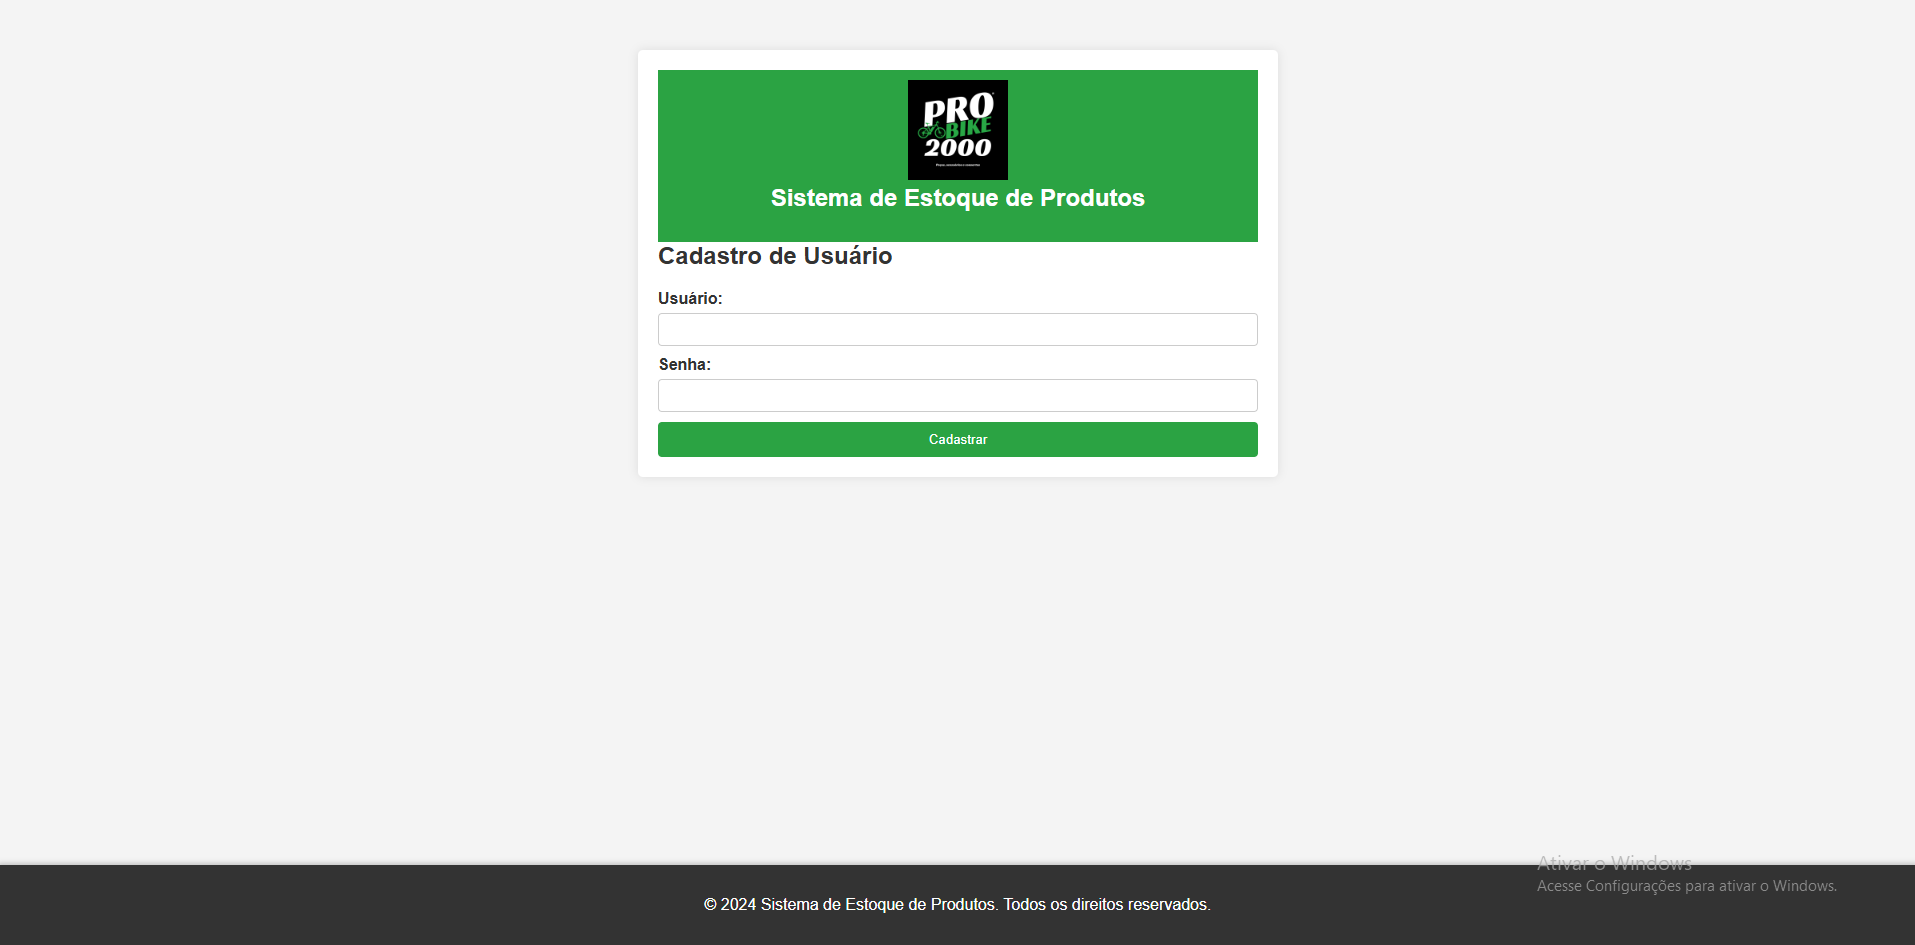 PRO
BIKE
2000
Sistema de Estoque de Produtos
Cadastro de Usuário
Usuário:
Senha:
Cadastrar
Ativar o Windows
Acesse Configurações para ativar o Windows.
© 2024 Sistema de Estoque de Produtos. Todos os direitos reservados.